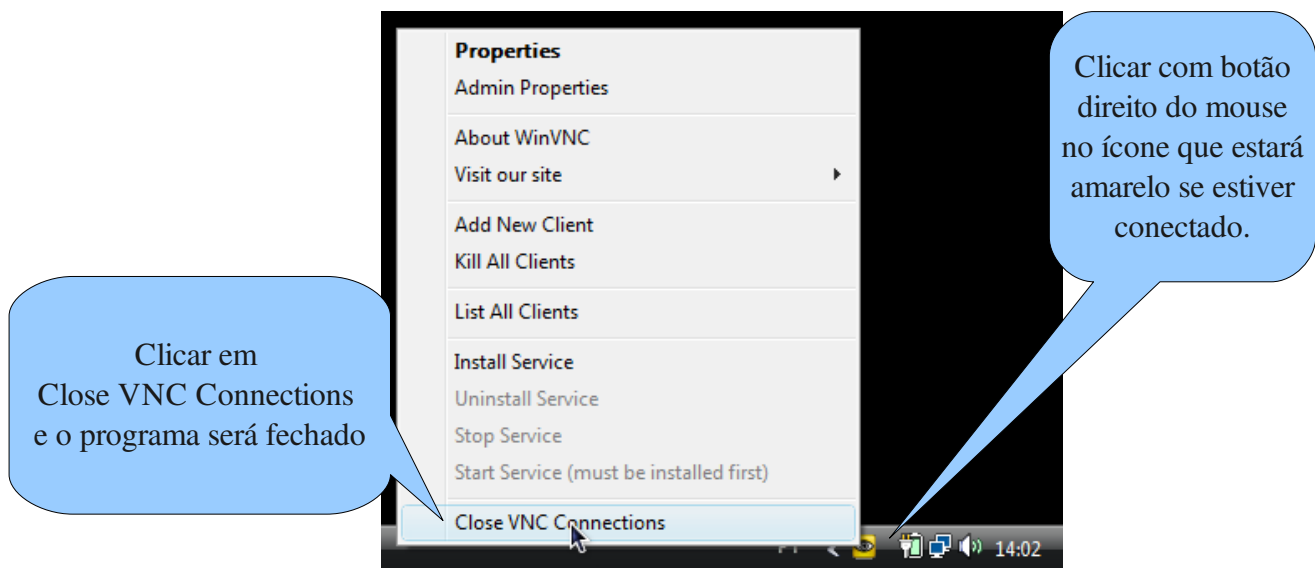 Properties
Admin Properties
About WinVNC
Visit our site
Add New Client
Kill All Clients
List All Clients
Install Service
Uninstall Service
Stop Service
Start Service (must be installed first)
Close VNC Connections
14:02
Clicar com botão
direito do mouse
no ícone que estará
amarelo se estiver
conectado.
Clicar em
Close VNC Connections
e o programa será fechado